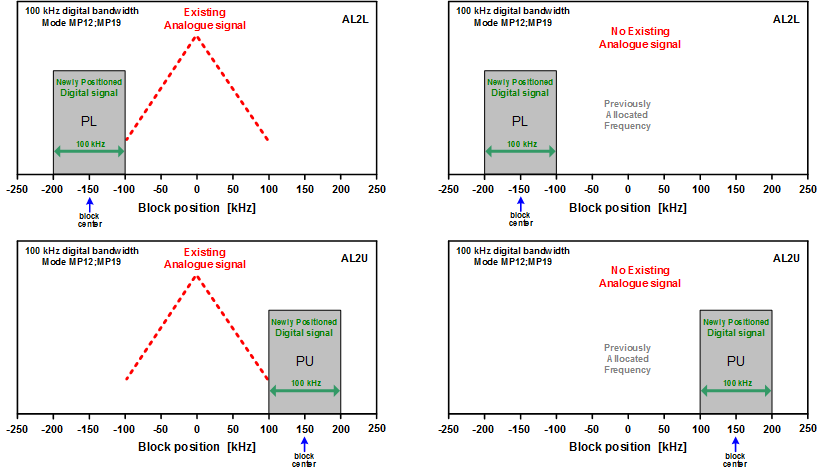 100 kHz digital bandwidth
Mode MP12;MP19
Existing
Analogue signal
AL2L
Newly Positioned
Digital signal
PL
100 kHz
-250 -200 -150 -100 -50 0 50 100 150 200 250
Block position [kHz]
block
center
100 kHz digital bandwidth
Mode MP12;MP19
No Existing
Analogue signal
AL2L
Newly Positioned
Digital signal
PL
100 kHz
Previously
Allocated
Frequency
-250 -200 -150 -100 -50 0 50 100 150 200 250
Block position [kHz]
block
center
100 kHz digital bandwidth
Mode MP12;MP19
Existing
Analogue signal
AL2U
Newly Positioned
Digital signal
PU
100 kHz
-250 -200 -150 -100 -50 0 50 100 150 200 250
Block position [kHz]
block
center
100 kHz digital bandwidth
Mode MP12;MP19
No Existing
Analogue signal
AL2U
Previously
Allocated
Frequency
Newly Positioned
Digital signal
PU
100 kHz
-250 -200 -150 -100 -50 0 50 100 150 200 250
Block position [kHz]
block
center